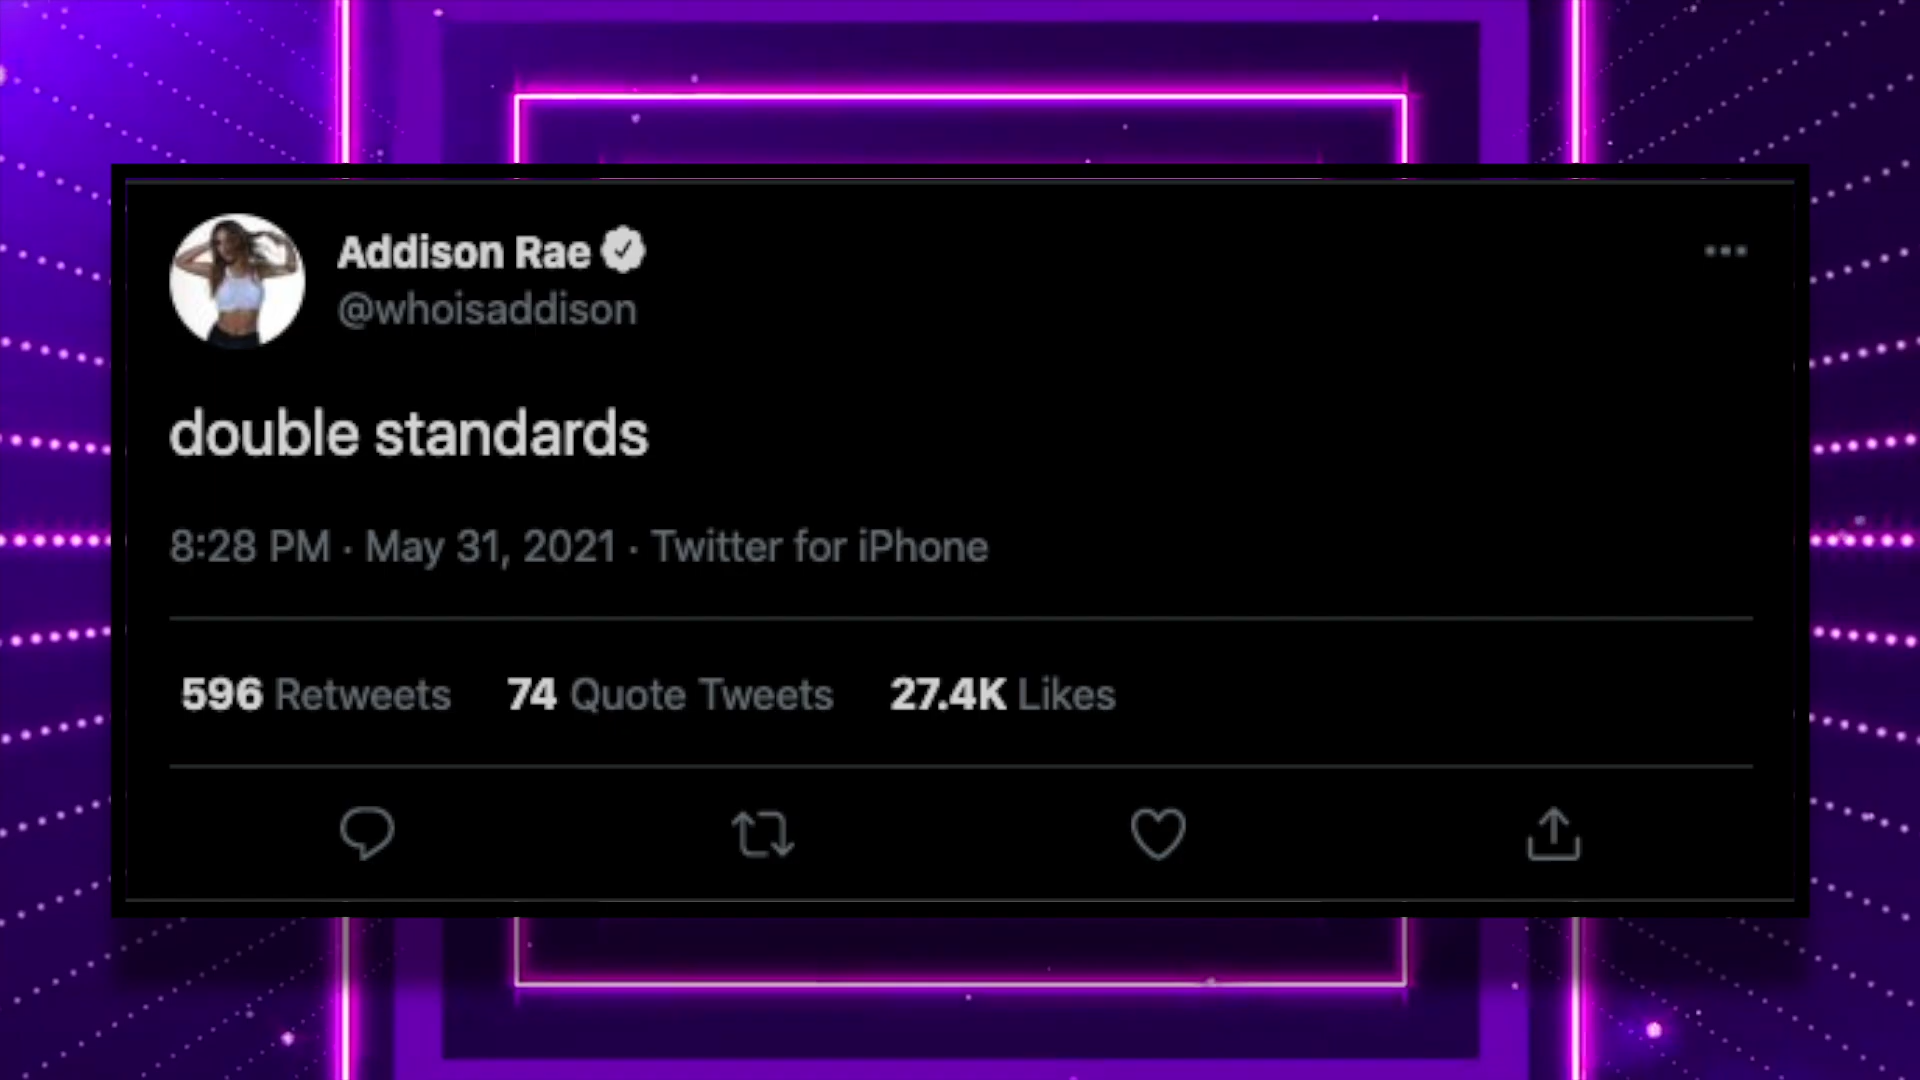 Addison Rae
@whoisaddison
double standards
8:28 PM · May 31, 2021 · Twitter for iPhone
596 Retweets 74 Quote Tweets 27.4K Likes